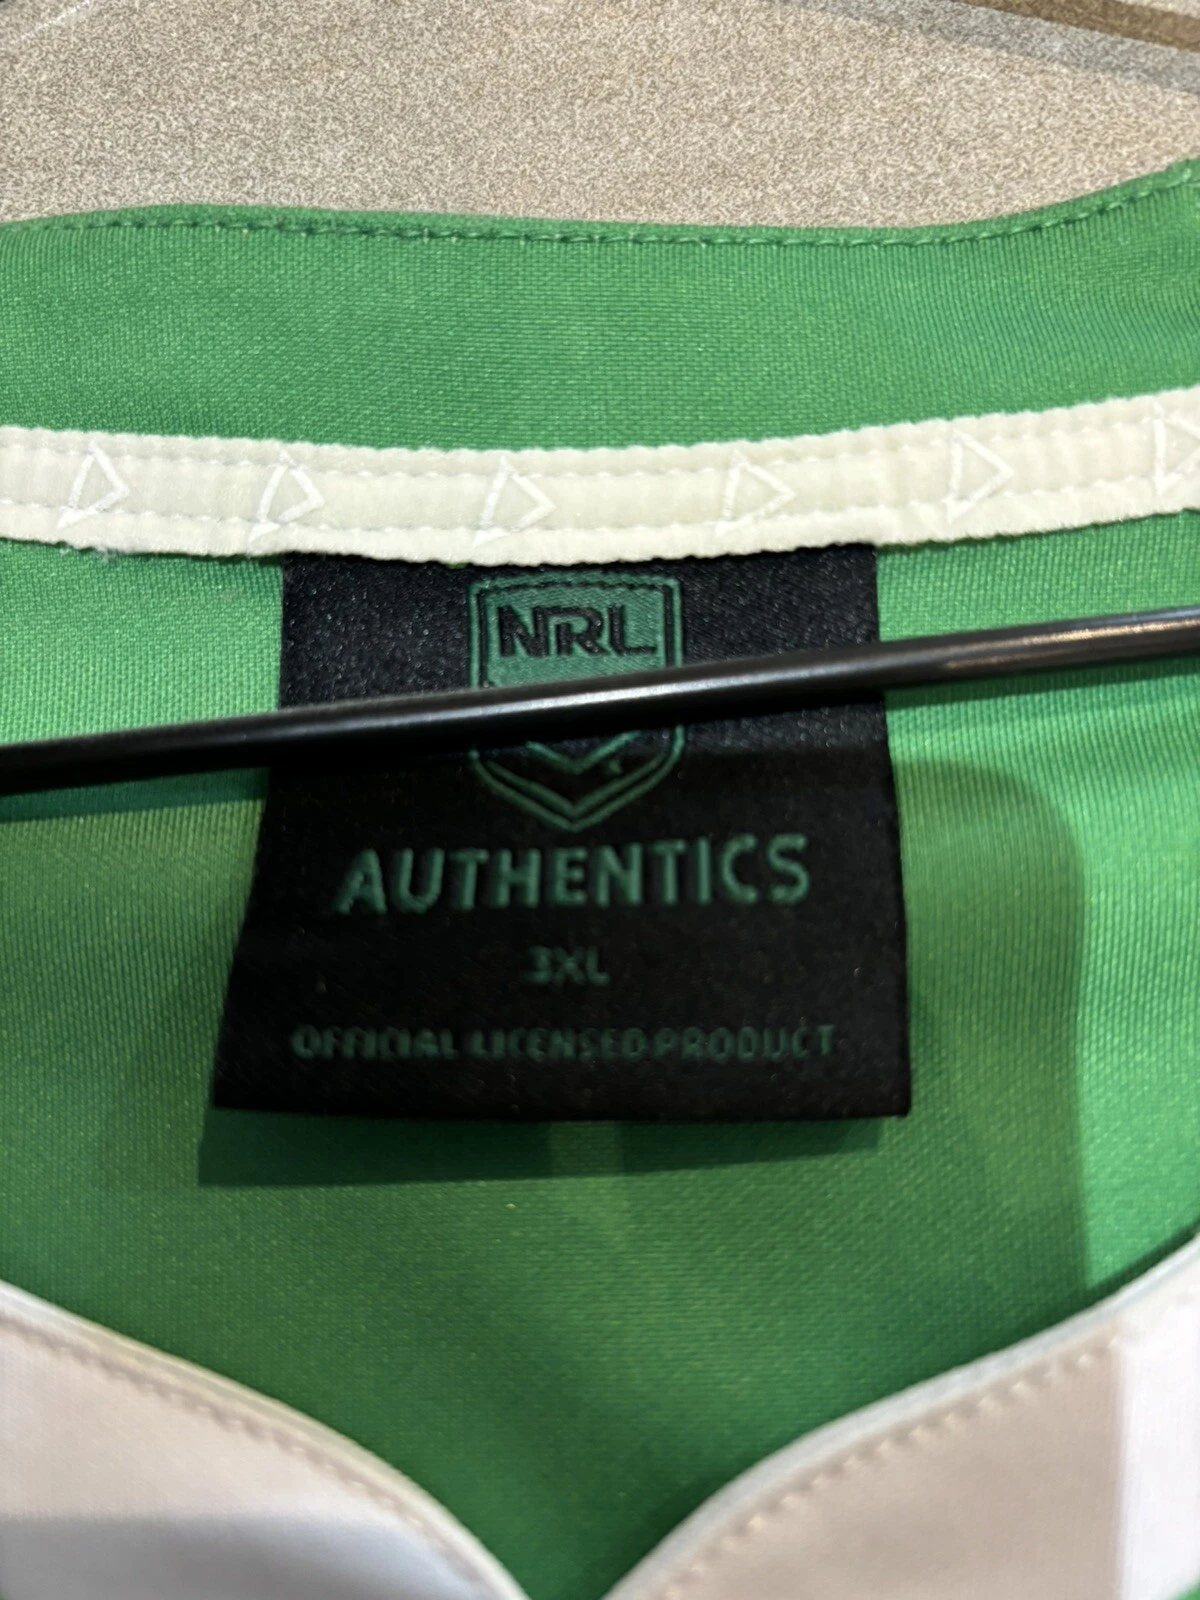 NRL
AUTHENTICS
3XL
OFFICIAL LICENSED PRODUCT